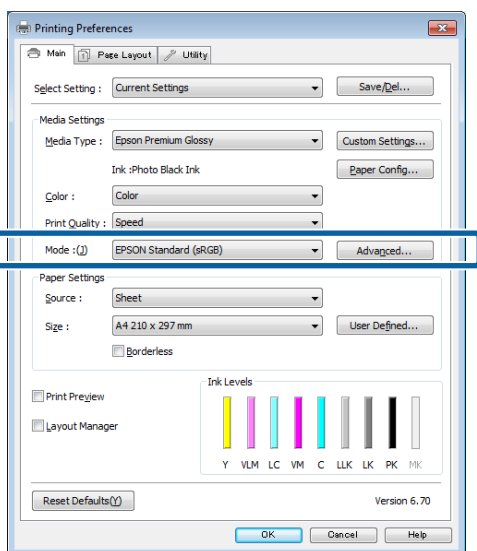 Printing Preferences
Main Page Layout Utility
Select Setting : Current Settings Save/Del...
Media Settings
Media Type : Epson Premium Glossy Custom Settings...
Ink :Photo Black Ink Paper Config...
Color : Color
Print Quality : Speed
Mode :(J) EPSON Standard (sRGB) Advanced...
Paper Settings
Source : Sheet
Size : A4 210 x 297 mm User Defined...
Borderless
Print Preview
Layout Manager
Ink Levels
Y VLM LC VM C LLK LK PK MK
Reset Defaults(Y) Version 6.70
OK Cancel Help